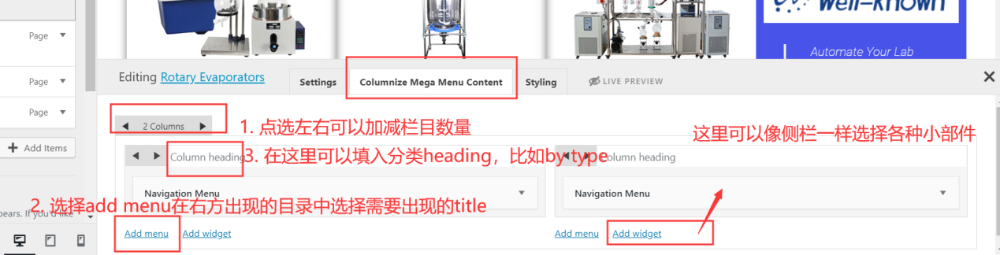 Well-known
Automate Your Lab
Page
Page
Page
Add Items
pears. If you'd like
Editing Rotary Evaporators
Settings
Columnize Mega Menu Content
Styling
LIVE PREVIEW
2 Columns
1. 点选左右可以加减栏目数量
这里可以像侧栏一样选择各种小部件
Column heading
3. 在这里可以填入分类heading，比如by type
Column heading
Navigation Menu
Navigation Menu
2. 选择add menu在右方出现的目录中选择需要出现的title
Add menu
Add widget
Add menu
Add widget